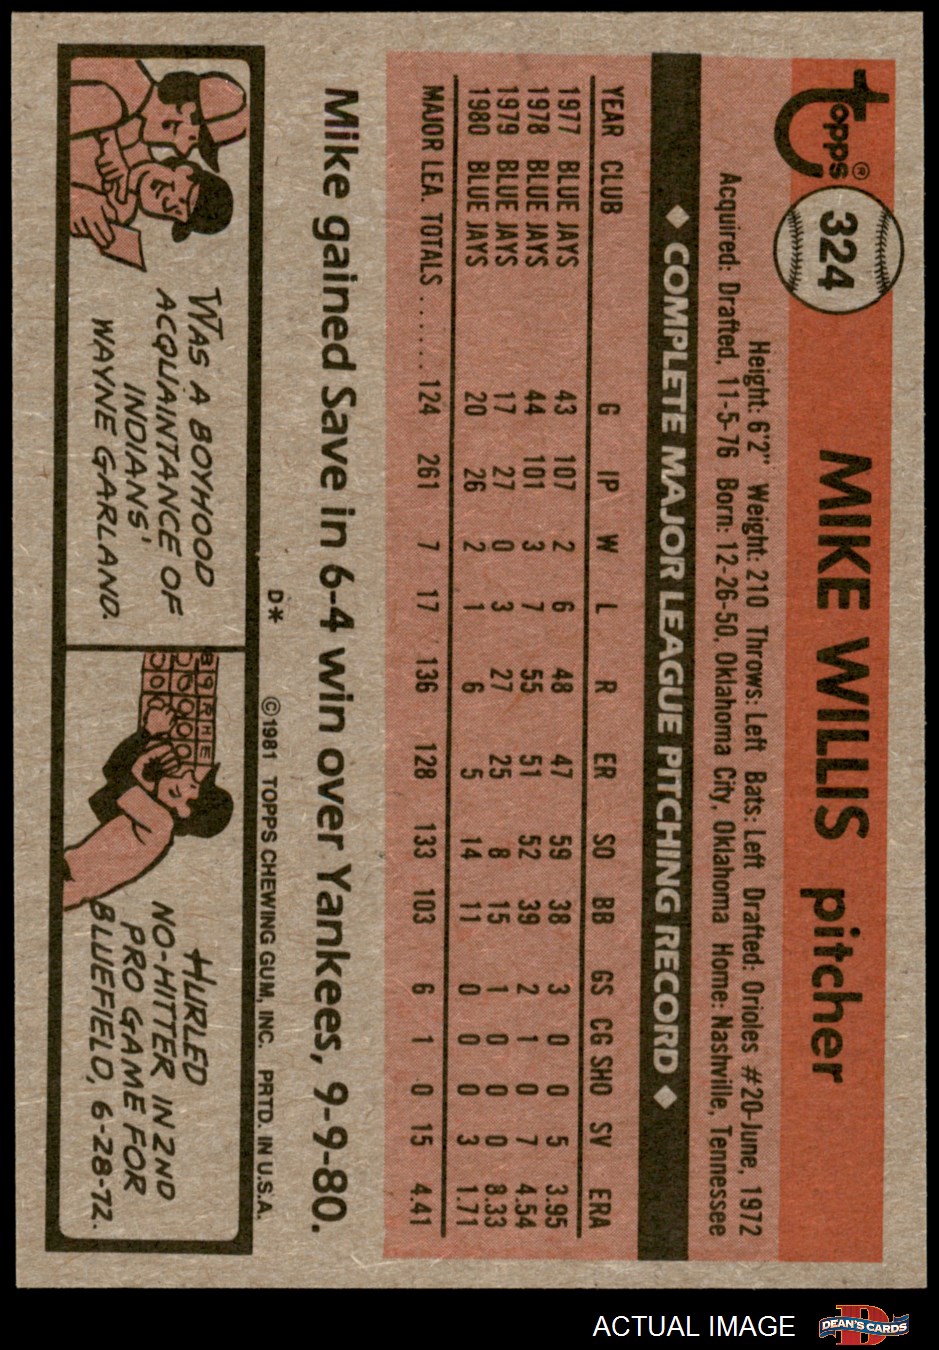 Topps®
324
MIKE WILLIS pitcher
Height: 6'2" Weight: 210 Throws: Left Bats: Left Drafted: Orioles #20-June, 1972
Acquired: Drafted, 11-5-76 Born: 12-26-50, Oklahoma City, Oklahoma Home: Nashville, Tennessee
◆ COMPLETE MAJOR LEAGUE PITCHING RECORD ◆
YEAR CLUB G IP W L R ER SO BB GS CG SHO SV ERA
1977 BLUE JAYS 43 107 2 6 48 47 59 38 3 0 0 5 3.95
1978 BLUE JAYS 44 101 3 7 55 51 52 39 2 1 0 7 4.54
1979 BLUE JAYS 17 27 0 3 27 25 8 15 1 0 0 0 8.33
1980 BLUE JAYS 20 26 2 1 6 5 14 11 0 0 0 3 1.71
MAJOR LEA. TOTALS ...... 124 261 7 17 136 128 133 103 6 1 0 15 4.41
Mike gained Save in 6-4 win over Yankees, 9-9-80.
D* ©1981 TOPPS CHEWING GUM, INC. PRTD. IN U.S.A.
WAS A BOYHOOD
ACQUAINTANCE OF
INDIANS'
WAYNE GARLAND.
8 9 R H E
HURLED
NO-HITTER IN 2ND
PRO GAME FOR
BLUEFIELD, 6-28-72.
ACTUAL IMAGE
DEAN'S CARDS